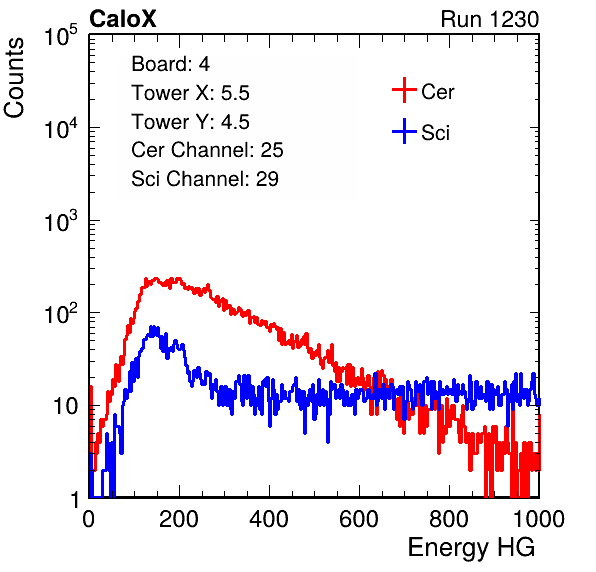 CaloX Run 1230
Counts
10^5
10^4
10^3
10^2
10
1
Board: 4
Tower X: 5.5
Tower Y: 4.5
Cer Channel: 25
Sci Channel: 29
Cer
Sci
0 200 400 600 800 1000
Energy HG